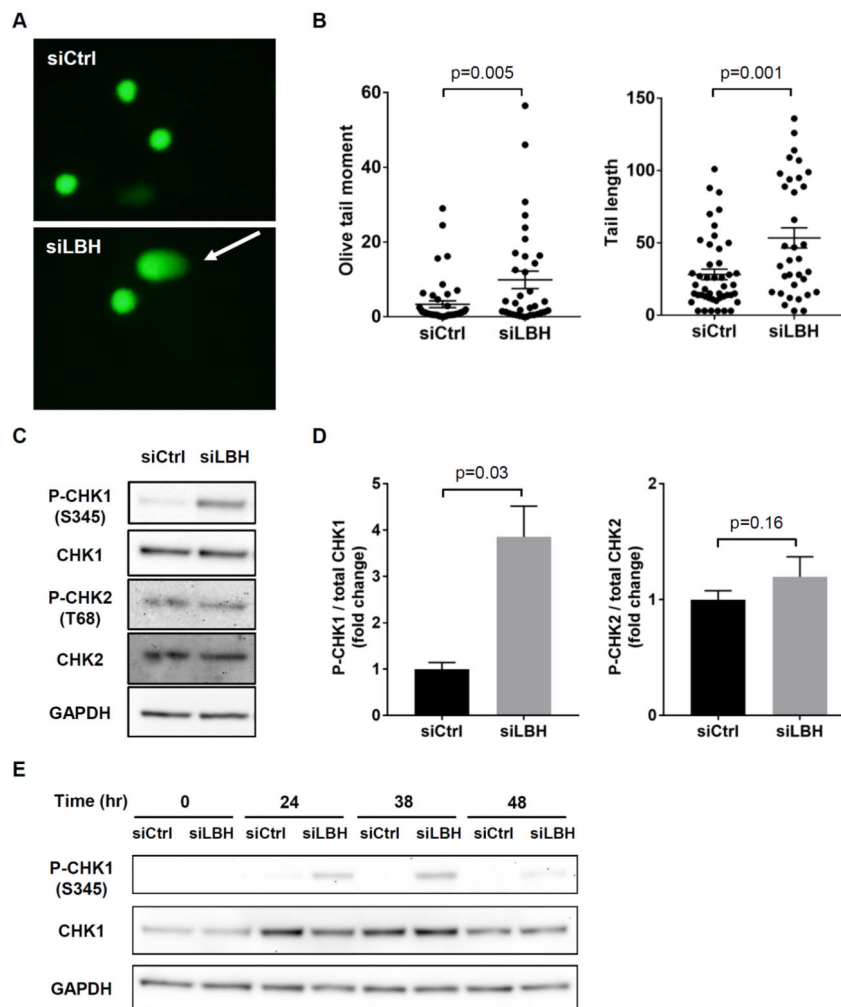 A
siCtrl
siLBH
B
p=0.005
Olive tail moment
60
40
20
0
siCtrl siLBH
p=0.001
Tail length
150
100
50
0
siCtrl siLBH
C
siCtrl siLBH
P-CHK1
(S345)
CHK1
P-CHK2
(T68)
CHK2
GAPDH
D
p=0.03
P-CHK1 / total CHK1
(fold change)
5
4
3
2
1
0
siCtrl siLBH
p=0.16
P-CHK2 / total CHK2
(fold change)
2
1
0
siCtrl siLBH
E
Time (hr) 0 24 38 48
siCtrl siLBH siCtrl siLBH siCtrl siLBH siCtrl siLBH
P-CHK1
(S345)
CHK1
GAPDH